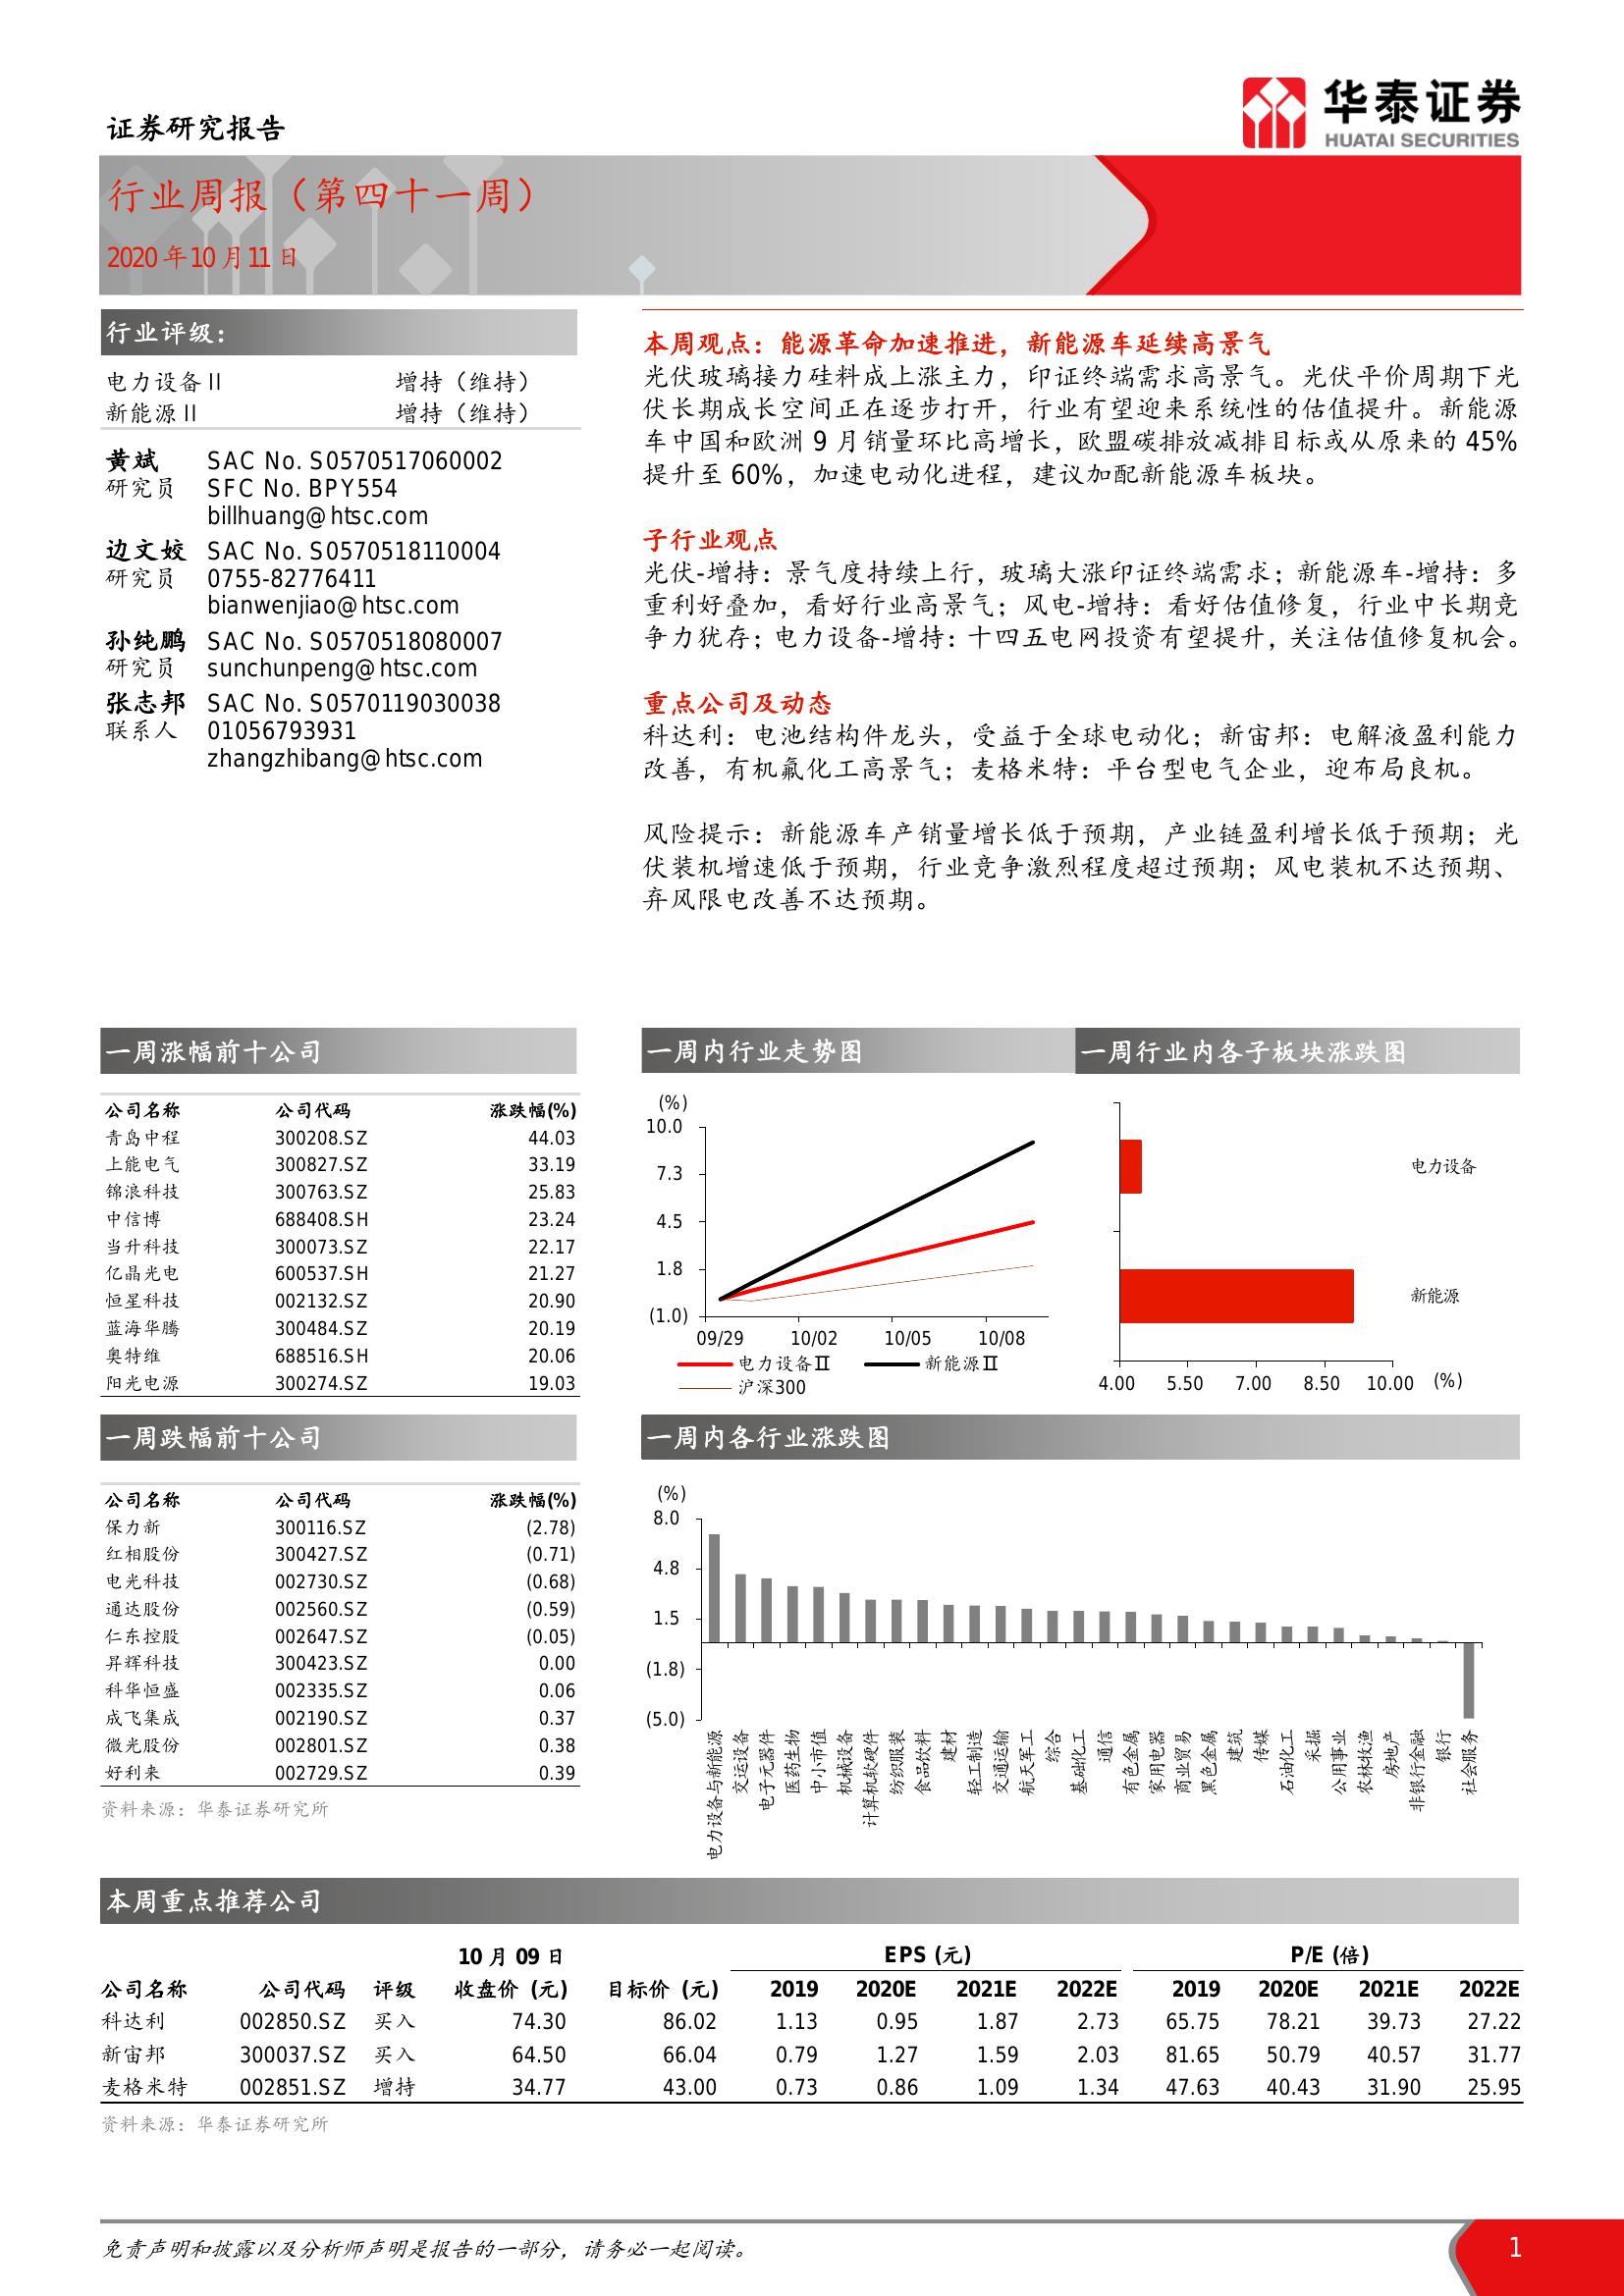 证券研究报告
华泰证券
HUATAI SECURITIES
行业周报（第四十一周）
2020年10月11日
行业评级：
电力设备II 增持（维持）
新能源II 增持（维持）
黄斌 SAC No. S0570517060002
研究员 SFC No. BPY554
billhuang@htsc.com
边文姣 SAC No. S0570518110004
研究员 0755-82776411
bianwenjiao@htsc.com
孙纯鹏 SAC No. S0570518080007
研究员 sunchunpeng@htsc.com
张志邦 SAC No. S0570119030038
联系人 01056793931
zhangzhibang@htsc.com
本周观点：能源革命加速推进，新能源车延续高景气
光伏玻璃接力硅料成上涨主力，印证终端需求高景气。光伏平价周期下光
伏长期成长空间正在逐步打开，行业有望迎来系统性的估值提升。新能源
车中国和欧洲 9 月销量环比高增长，欧盟碳排放减排目标或从原来的 45%
提升至 60%，加速电动化进程，建议加配新能源车板块。
子行业观点
光伏-增持：景气度持续上行，玻璃大涨印证终端需求；新能源车-增持：多
重利好叠加，看好行业高景气；风电-增持：看好估值修复，行业中长期竞
争力犹存；电力设备-增持：十四五电网投资有望提升，关注估值修复机会。
重点公司及动态
科达利：电池结构件龙头，受益于全球电动化；新宙邦：电解液盈利能力
改善，有机氟化工高景气；麦格米特：平台型电气企业，迎布局良机。
风险提示：新能源车产销量增长低于预期，产业链盈利增长低于预期；光
伏装机增速低于预期，行业竞争激烈程度超过预期；风电装机不达预期、
弃风限电改善不达预期。
一周涨幅前十公司
公司名称 公司代码 涨跌幅(%)
青岛中程 300208.SZ 44.03
上能电气 300827.SZ 33.19
锦浪科技 300763.SZ 25.83
中信博 688408.SH 23.24
当升科技 300073.SZ 22.17
亿晶光电 600537.SH 21.27
恒星科技 002132.SZ 20.90
蓝海华腾 300484.SZ 20.19
奥特维 688516.SH 20.06
阳光电源 300274.SZ 19.03
一周内行业走势图
(%)
10.0
7.3
4.5
1.8
(1.0)
09/29 10/02 10/05 10/08
电力设备Ⅱ 新能源Ⅱ
沪深300
一周行业内各子板块涨跌图
电力设备
新能源
4.00 5.50 7.00 8.50 10.00 (%)
一周跌幅前十公司
公司名称 公司代码 涨跌幅(%)
保力新 300116.SZ (2.78)
红相股份 300427.SZ (0.71)
电光科技 002730.SZ (0.68)
通达股份 002560.SZ (0.59)
仁东控股 002647.SZ (0.05)
昇辉科技 300423.SZ 0.00
科华恒盛 002335.SZ 0.06
成飞集成 002190.SZ 0.37
微光股份 002801.SZ 0.38
好利来 002729.SZ 0.39
资料来源：华泰证券研究所
一周内各行业涨跌图
(%)
8.0
4.8
1.5
(1.8)
(5.0)
电力设备与新能源
交运设备
电子元器件
医药生物
中小市值
机械设备
计算机软硬件
纺织服装
食品饮料
建材
轻工制造
交通运输
航天军工
综合
基础化工
通信
有色金属
家用电器
商业贸易
黑色金属
建筑
传媒
石油化工
采掘
公用事业
农林牧渔
房地产
非银行金融
银行
社会服务
本周重点推荐公司
10 月 09 日 EPS (元) P/E (倍)
公司名称 公司代码 评级 收盘价 (元) 目标价 (元) 2019 2020E 2021E 2022E 2019 2020E 2021E 2022E
科达利 002850.SZ 买入 74.30 86.02 1.13 0.95 1.87 2.73 65.75 78.21 39.73 27.22
新宙邦 300037.SZ 买入 64.50 66.04 0.79 1.27 1.59 2.03 81.65 50.79 40.57 31.77
麦格米特 002851.SZ 增持 34.77 43.00 0.73 0.86 1.09 1.34 47.63 40.43 31.90 25.95
资料来源：华泰证券研究所
免责声明和披露以及分析师声明是报告的一部分，请务必一起阅读。
1